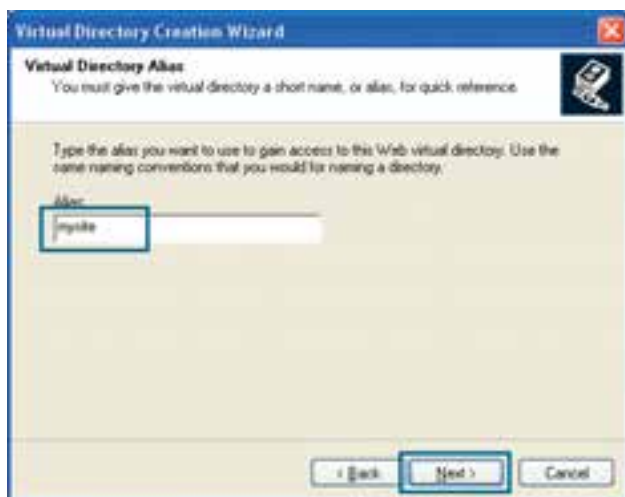 Virtual Directory Creation Wizard
Virtual Directory Alias
You must give the virtual directory a short name, or alias, for quick reference.
Type the alias you want to use to gain access to this Web virtual directory. Use the
same naming conventions that you would for naming a directory.
Alias:
mysite
< Back
Next >
Cancel